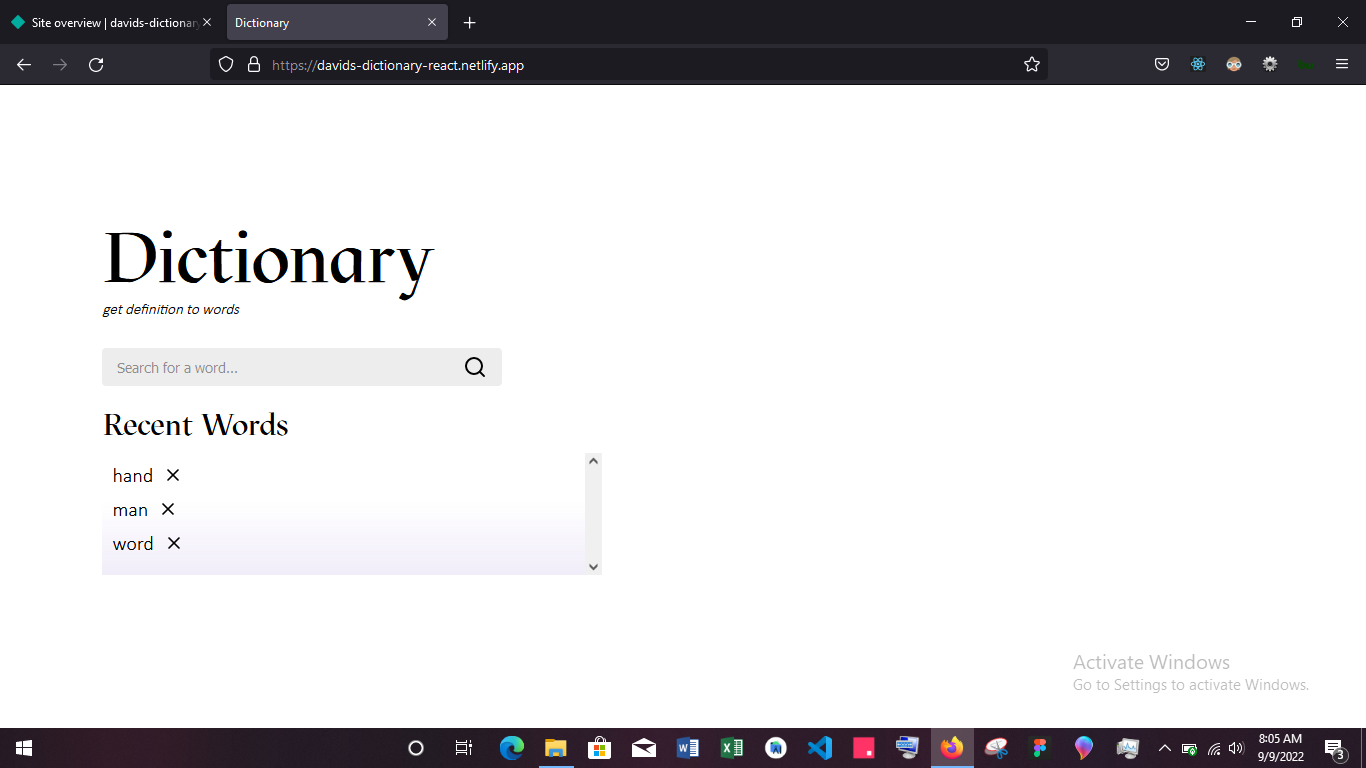 Site overview | davids-dictionary
Dictionary
https://davids-dictionary-react.netlify.app
Dictionary
get definition to words
Search for a word...
Recent Words
hand
man
word
Activate Windows
Go to Settings to activate Windows.
8:05 AM
9/9/2022
3